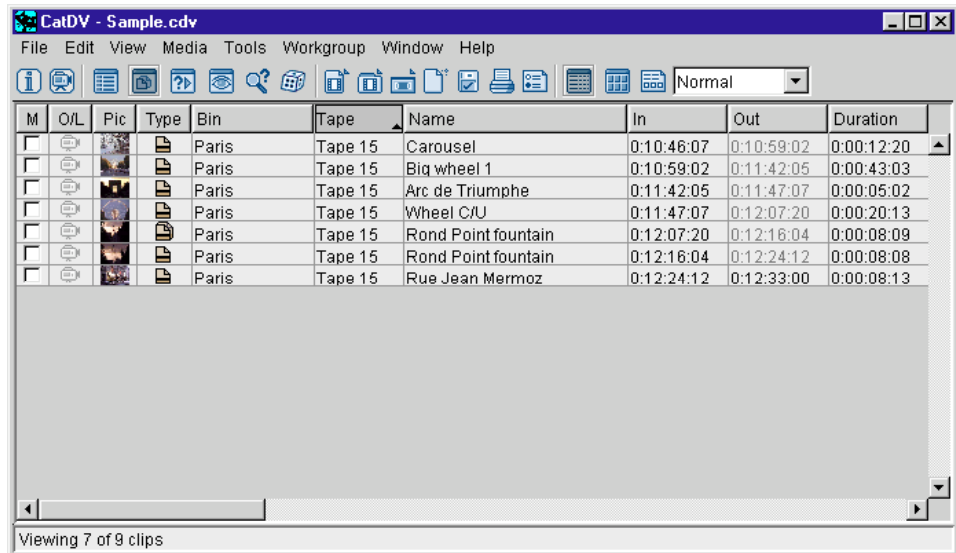 CatDV - Sample.cdv
File Edit View Media Tools Workgroup Window Help
Normal
M O/L Pic Type Bin Tape Name In Out Duration
Paris Tape 15 Carousel 0:10:46:07 0:10:59:02 0:00:12:20
Paris Tape 15 Big wheel 1 0:10:59:02 0:11:42:05 0:00:43:03
Paris Tape 15 Arc de Triumphe 0:11:42:05 0:11:47:07 0:00:05:02
Paris Tape 15 Wheel C/U 0:11:47:07 0:12:07:20 0:00:20:13
Paris Tape 15 Rond Point fountain 0:12:07:20 0:12:16:04 0:00:08:09
Paris Tape 15 Rond Point fountain 0:12:16:04 0:12:24:12 0:00:08:08
Paris Tape 15 Rue Jean Mermoz 0:12:24:12 0:12:33:00 0:00:08:13
Viewing 7 of 9 clips